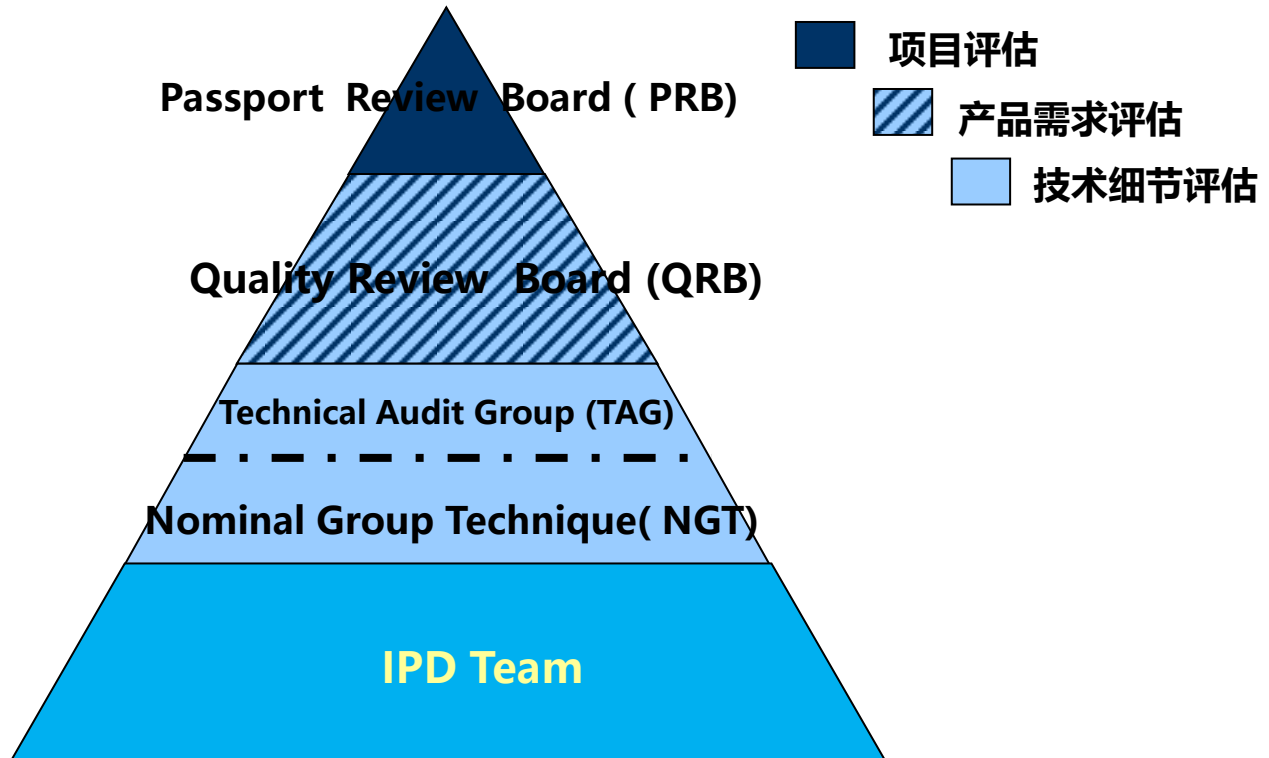 项目评估
Passport Review Board ( PRB)
产品需求评估
技术细节评估
Quality Review Board (QRB)
Technical Audit Group (TAG)
Nominal Group Technique( NGT)
IPD Team